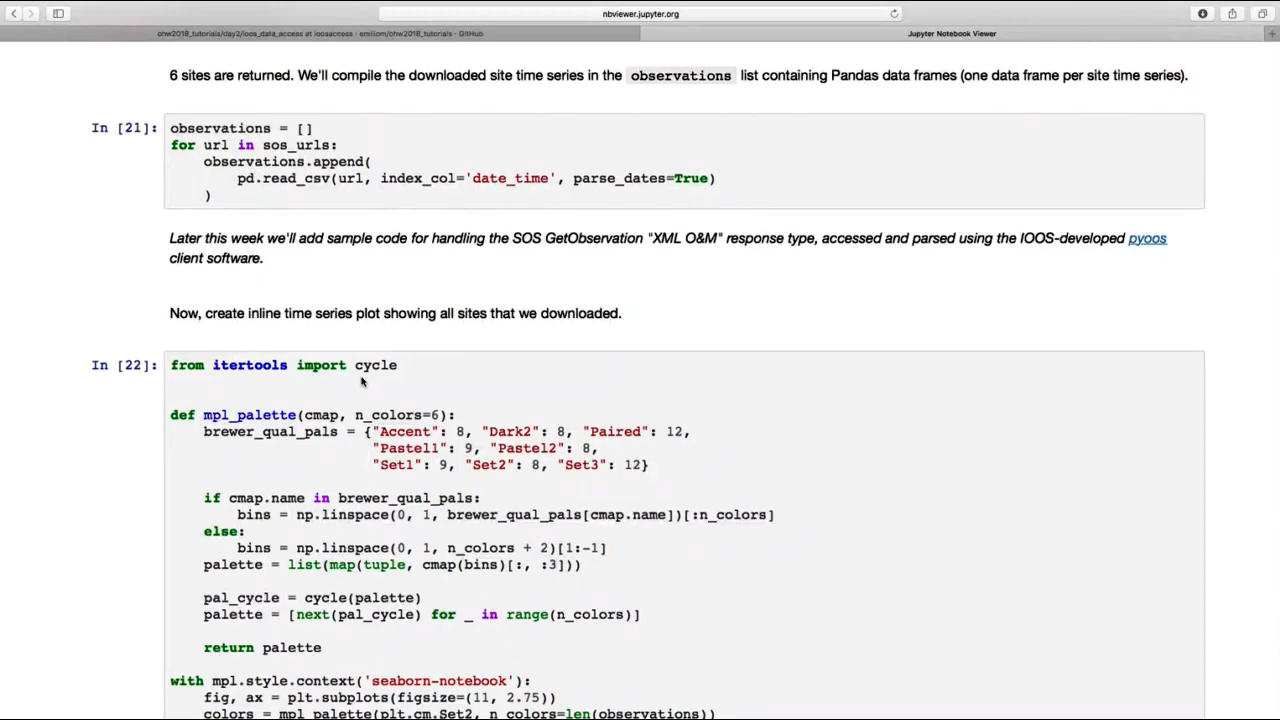 nbviewer.jupyter.org
ohw2018_tutorials/day2/ioos_data_access at ioosaccess · emiliom/ohw2018_tutorials · GitHub
Jupyter Notebook Viewer
6 sites are returned. We'll compile the downloaded site time series in the observations list containing Pandas data frames (one data frame per site time series).
In [21]: observations = []
for url in sos_urls:
observations.append(
pd.read_csv(url, index_col='date_time', parse_dates=True)
)
Later this week we'll add sample code for handling the SOS GetObservation "XML O&M" response type, accessed and parsed using the IOOS-developed pyoos
client software.
Now, create inline time series plot showing all sites that we downloaded.
In [22]: from itertools import cycle
def mpl_palette(cmap, n_colors=6):
brewer_qual_pals = {"Accent": 8, "Dark2": 8, "Paired": 12,
"Pastel1": 9, "Pastel2": 8,
"Set1": 9, "Set2": 8, "Set3": 12}
if cmap.name in brewer_qual_pals:
bins = np.linspace(0, 1, brewer_qual_pals[cmap.name])[:n_colors]
else:
bins = np.linspace(0, 1, n_colors + 2)[1:-1]
palette = list(map(tuple, cmap(bins)[:, :3]))
pal_cycle = cycle(palette)
palette = [next(pal_cycle) for _ in range(n_colors)]
return palette
with mpl.style.context('seaborn-notebook'):
fig, ax = plt.subplots(figsize=(11, 2.75))
colors = mpl_palette(plt.cm.Set2, n_colors=len(observations))